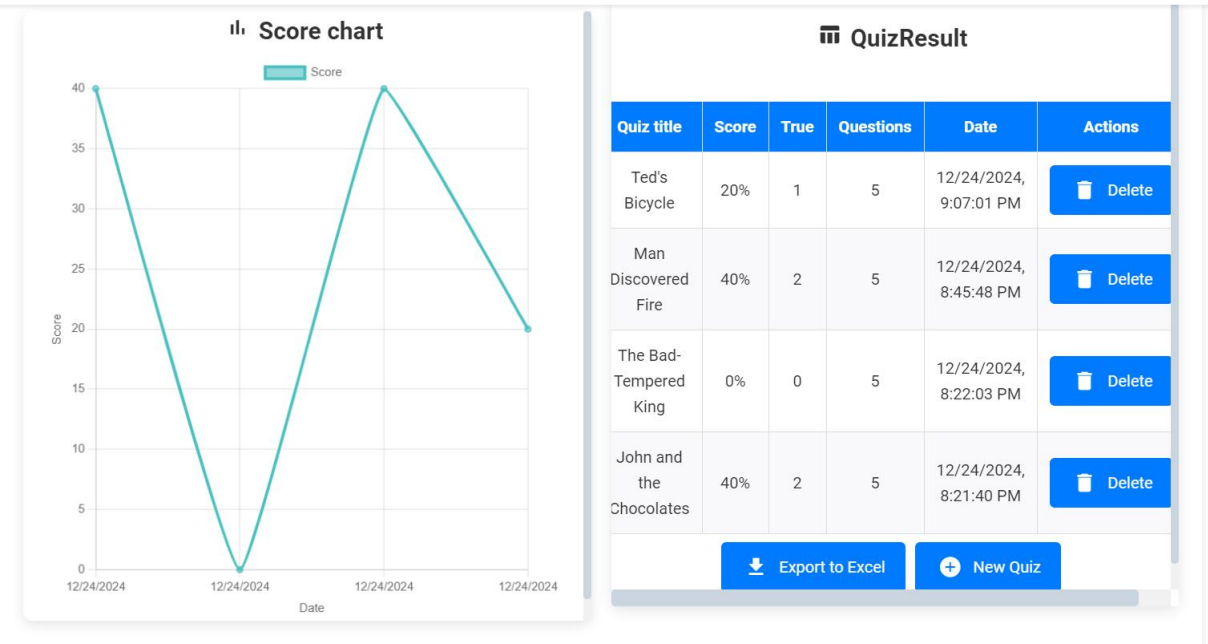 Score chart
Score
40
35
30
25
20
15
10
5
0
Score
12/24/2024
12/24/2024
12/24/2024
12/24/2024
Date
QuizResult
Quiz title Score True Questions Date Actions
Ted's
Bicycle
20% 1 5
12/24/2024,
9:07:01 PM
Delete
Man
Discovered
Fire
40% 2 5
12/24/2024,
8:45:48 PM
Delete
The Bad-
Tempered
King
0% 0 5
12/24/2024,
8:22:03 PM
Delete
John and
the
Chocolates
40% 2 5
12/24/2024,
8:21:40 PM
Delete
Export to Excel
New Quiz